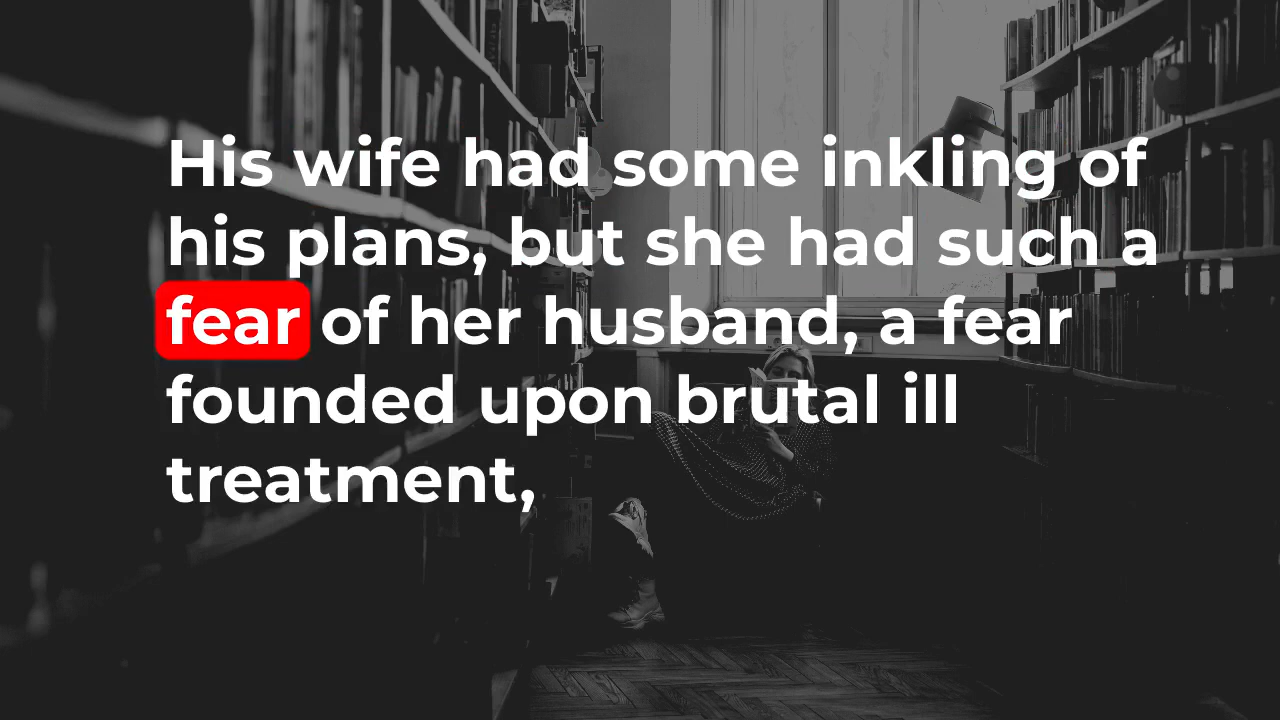 His wife had some inkling of
his plans, but she had such a
fear of her husband, a fear
founded upon brutal ill
treatment,